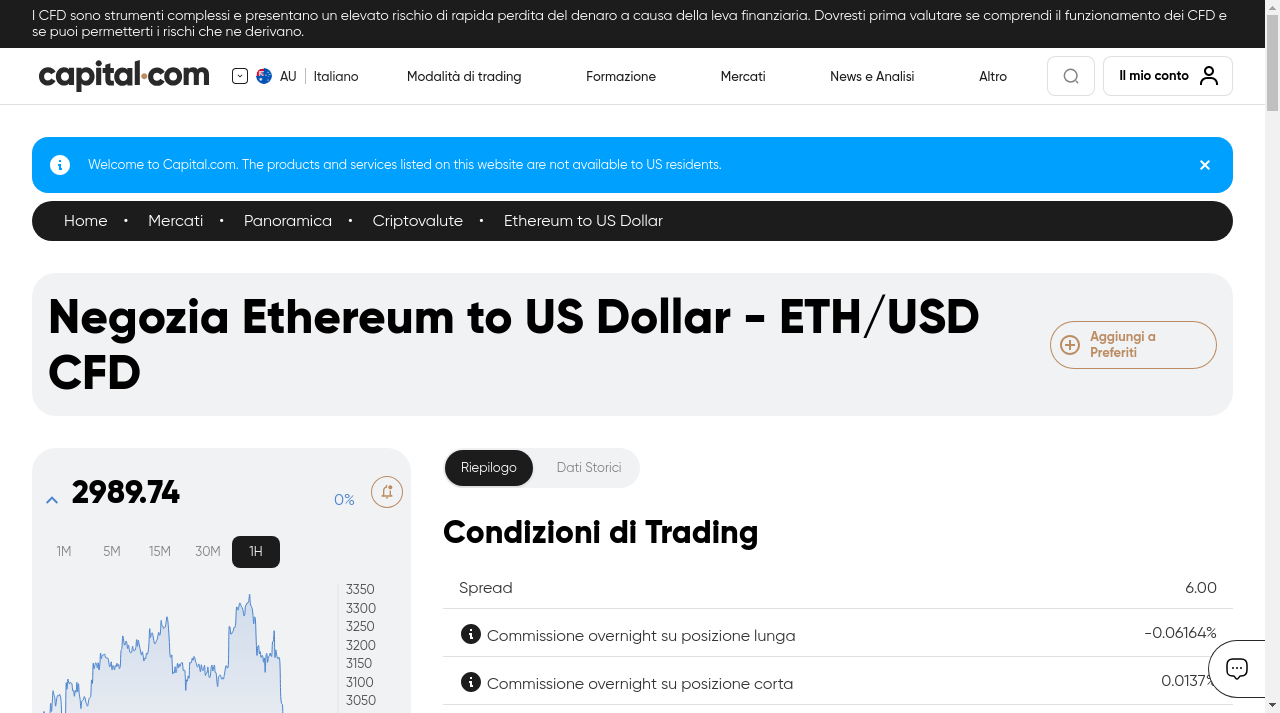 I CFD sono strumenti complessi e presentano un elevato rischio di rapida perdita del denaro a causa della leva finanziaria. Dovresti prima valutare se comprendi il funzionamento dei CFD e
se puoi permetterti i rischi che ne derivano.
capital.com
AU
Italiano
Modalità di trading
Formazione
Mercati
News e Analisi
Altro
Il mio conto
Welcome to Capital.com. The products and services listed on this website are not available to US residents.
Home • Mercati • Panoramica • Criptovalute • Ethereum to US Dollar
Negozia Ethereum to US Dollar - ETH/USD
CFD
Aggiungi a
Preferiti
2989.74
0%
1M
5M
15M
30M
1H
3350
3300
3250
3200
3150
3100
3050
Riepilogo
Dati Storici
Condizioni di Trading
Spread
6.00
Commissione overnight su posizione lunga
-0.06164%
Commissione overnight su posizione corta
0.0137%